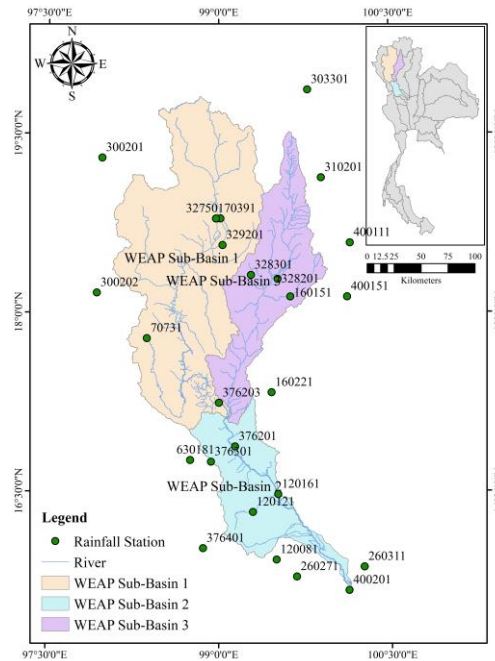 97°30'0"E 99°0'0"E 100°30'0"E
N
W E
S
303301
19°30'0"N
300201
310201
32750170391
329201
400111
WEAP Sub-Basin 1
328301
WEAP Sub-Basin 3
328201
0 12.525 50 75 100
Kilometers
300202
160151
400151
18°0'0"N
70731
160221
376203
376201
630181
376301
16°30'0"N
120161
WEAP Sub-Basin 2
120121
Legend
Rainfall Station
River
WEAP Sub-Basin 1
WEAP Sub-Basin 2
WEAP Sub-Basin 3
376401
120081
260311
260271
400201
97°30'0"E 99°0'0"E 100°30'0"E